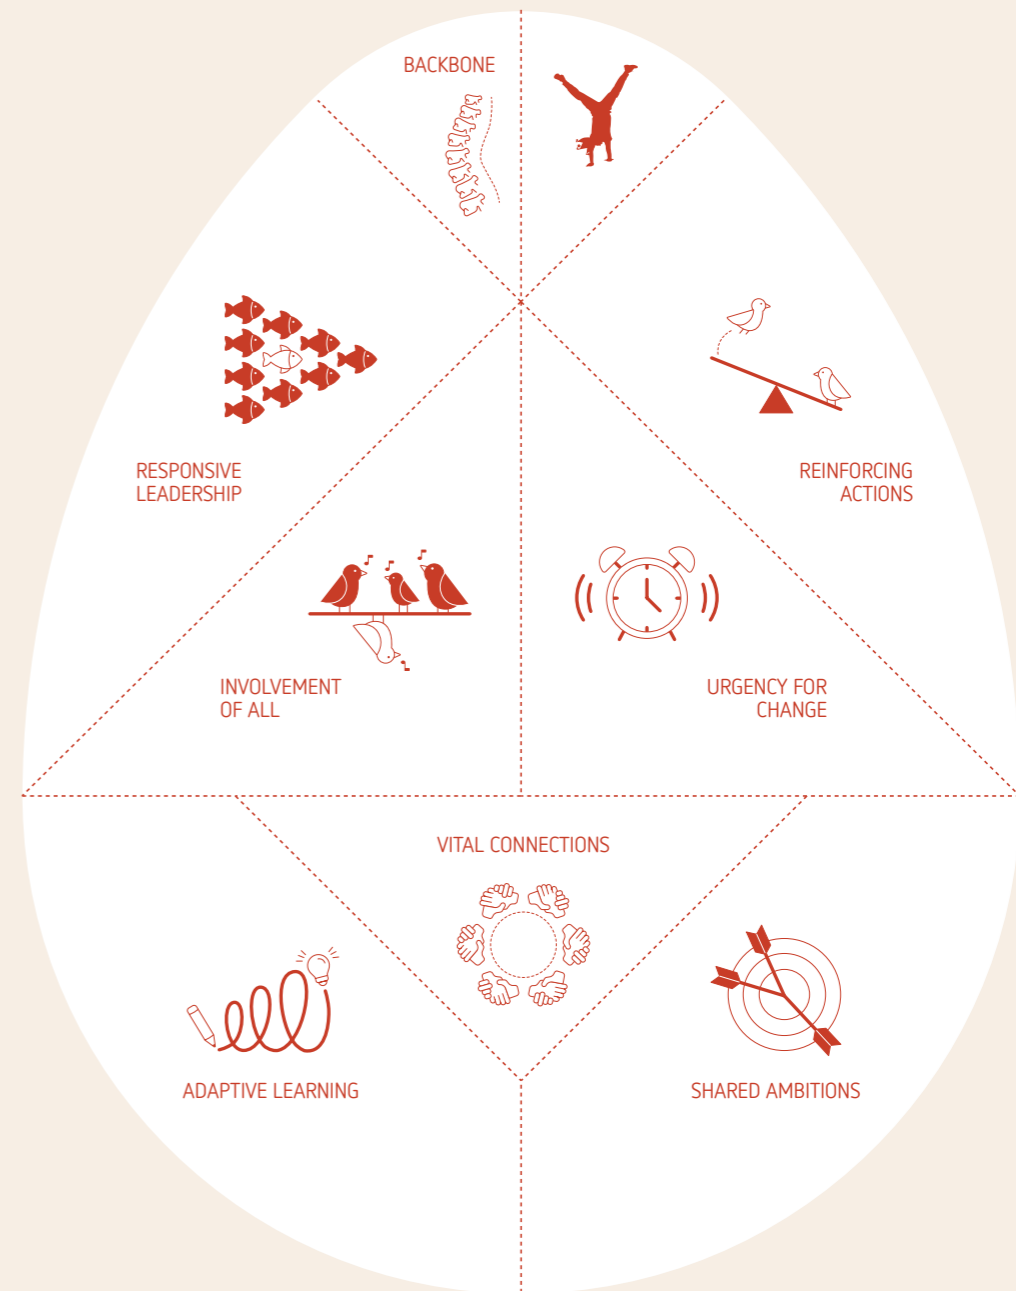 BACKBONE
RESPONSIVE
LEADERSHIP
REINFORCING
ACTIONS
INVOLVEMENT
OF ALL
URGENCY FOR
CHANGE
VITAL CONNECTIONS
ADAPTIVE LEARNING
SHARED AMBITIONS